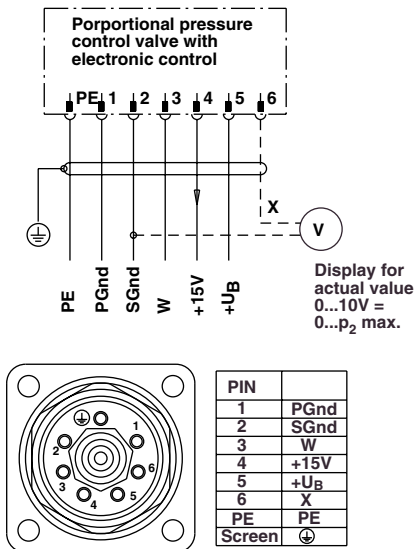 Porportional pressure
control valve with
electronic control
PE 1 2 3 4 5 6
X
V
PE
PGnd
SGnd
W
+15V
+UB
Display for
actual value
0...10V =
0...p2 max.
1
2
6
3
4
5
PIN
1 PGnd
2 SGnd
3 W
4 +15V
5 +UB
6 X
PE PE
Screen